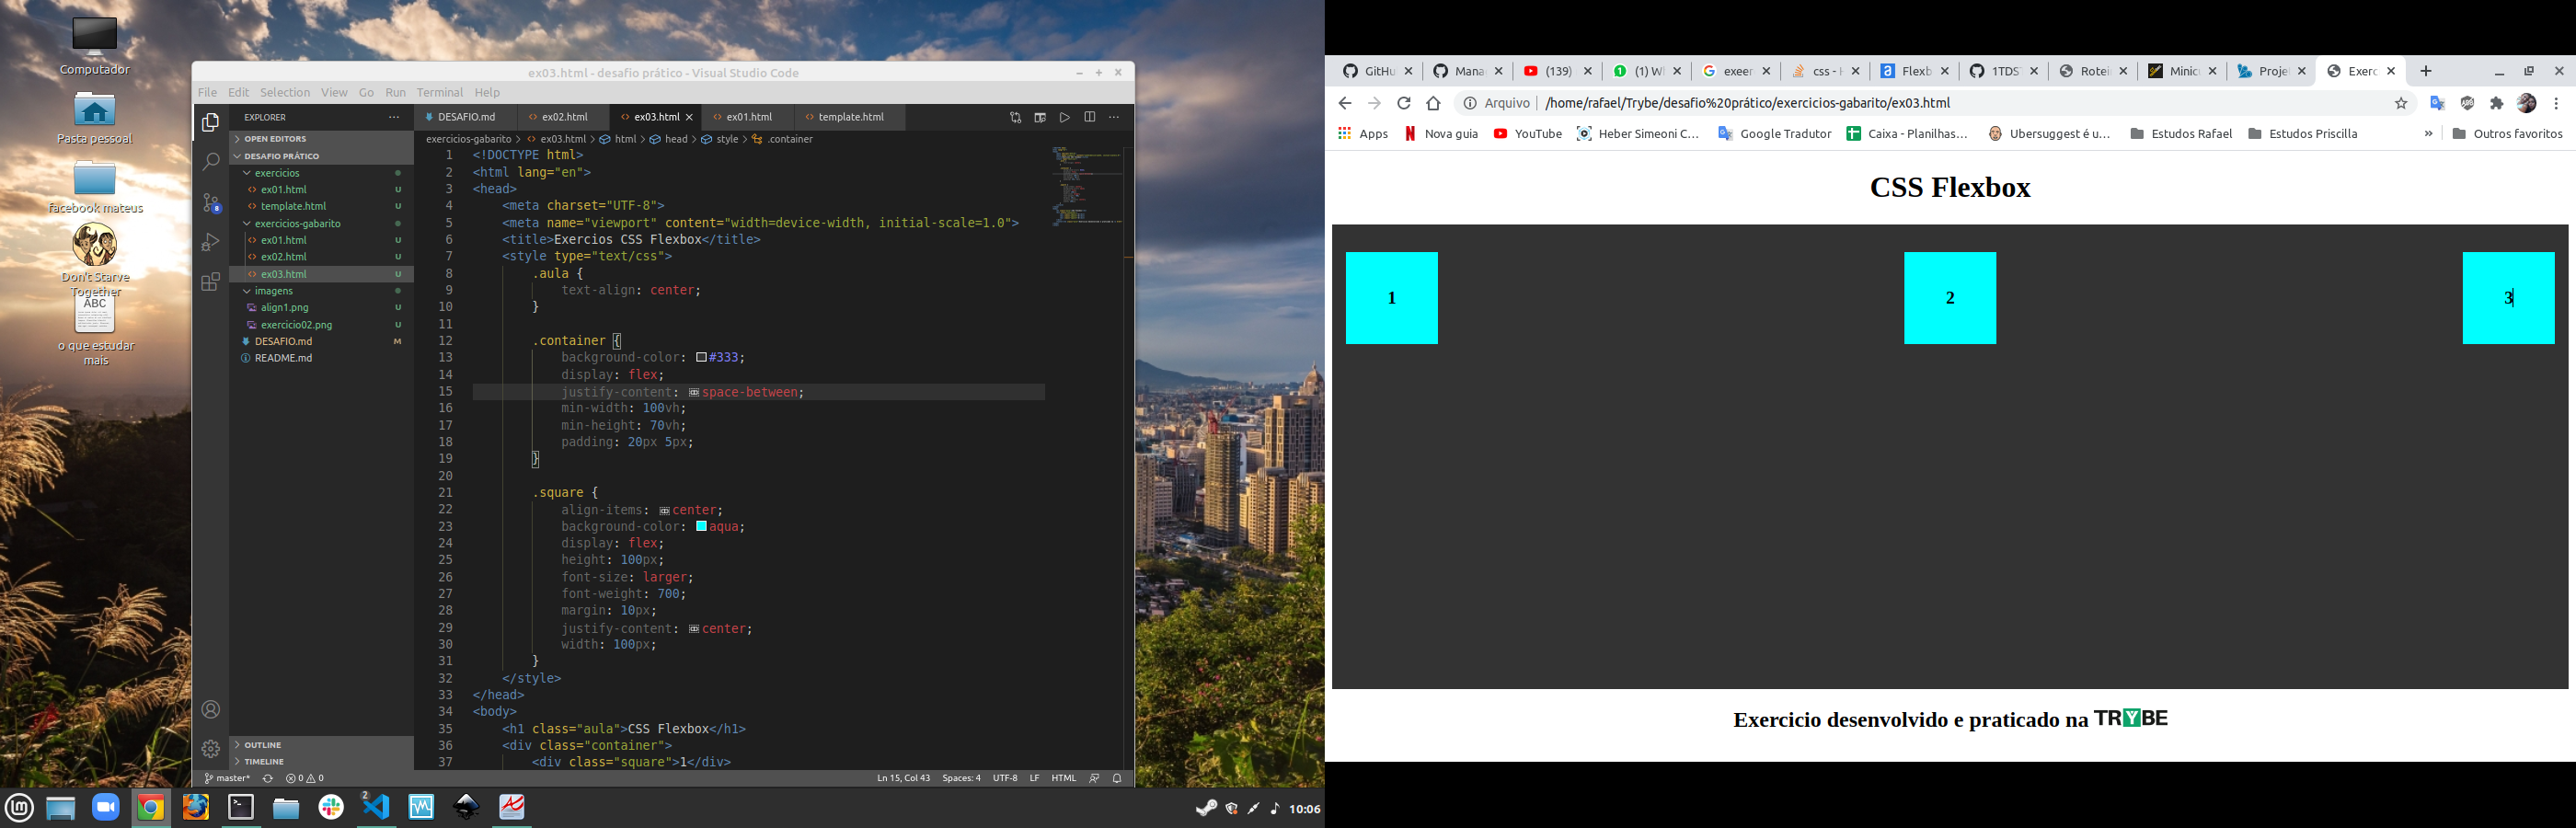 Computador
Pasta pessoal
facebook mateus
Don't Starve
Together
ABC
o que estudar
mais
ex03.html - desafio prático - Visual Studio Code
File Edit Selection View Go Run Terminal Help
EXPLORER
OPEN EDITORS
DESAFIO PRÁTICO
exercicios
ex01.html U
template.html U
exercicios-gabarito
ex01.html U
ex02.html U
ex03.html U
imagens
align1.png U
exercicio02.png U
DESAFIO.md M
README.md
OUTLINE
TIMELINE
8
DESAFIO.md ex02.html ex03.html ex01.html template.html
exercicios-gabarito > ex03.html > html > head > style > .container
1 <!DOCTYPE html>
2 <html lang="en">
3 <head>
4 <meta charset="UTF-8">
5 <meta name="viewport" content="width=device-width, initial-scale=1.0">
6 <title>Exercios CSS Flexbox</title>
7 <style type="text/css">
8 .aula {
9 text-align: center;
10 }
11
12 .container {
13 background-color: #333;
14 display: flex;
15 justify-content: space-between;
16 min-width: 100vh;
17 min-height: 70vh;
18 padding: 20px 5px;
19 }
20
21 .square {
22 align-items: center;
23 background-color: aqua;
24 display: flex;
25 height: 100px;
26 font-size: larger;
27 font-weight: 700;
28 margin: 10px;
29 justify-content: center;
30 width: 100px;
31 }
32 </style>
33 </head>
34 <body>
35 <h1 class="aula">CSS Flexbox</h1>
36 <div class="container">
37 <div class="square">1</div>
master* 0 0 Ln 15, Col 43 Spaces: 4 UTF-8 LF HTML
2
10:06
GitHu Mana (139) (1) W exeer css - H Flexb 1TDS Rotei Minic Proje Exerc
Arquivo | /home/rafael/Trybe/desafio%20prático/exercicios-gabarito/ex03.html
Apps Nova guia YouTube Heber Simeoni C... Google Tradutor Caixa - Planilhas... Ubersuggest é u... Estudos Rafael Estudos Priscilla » Outros favoritos
CSS Flexbox
1 2 3
Exercicio desenvolvido e praticado na TRYBE